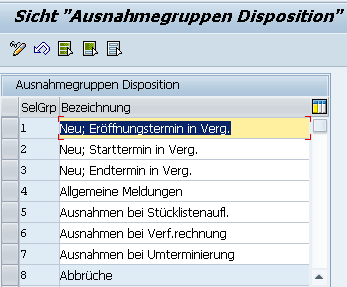 Sicht "Ausnahmegruppen Disposition"
Ausnahmegruppen Disposition
SelGrp Bezeichnung
1 Neu; Eröffnungstermin in Verg.
2 Neu; Starttermin in Verg.
3 Neu; Endtermin in Verg.
4 Allgemeine Meldungen
5 Ausnahmen bei Stücklistenaufl.
6 Ausnahmen bei Verf.rechnung
7 Ausnahmen bei Umterminierung
8 Abbrüche